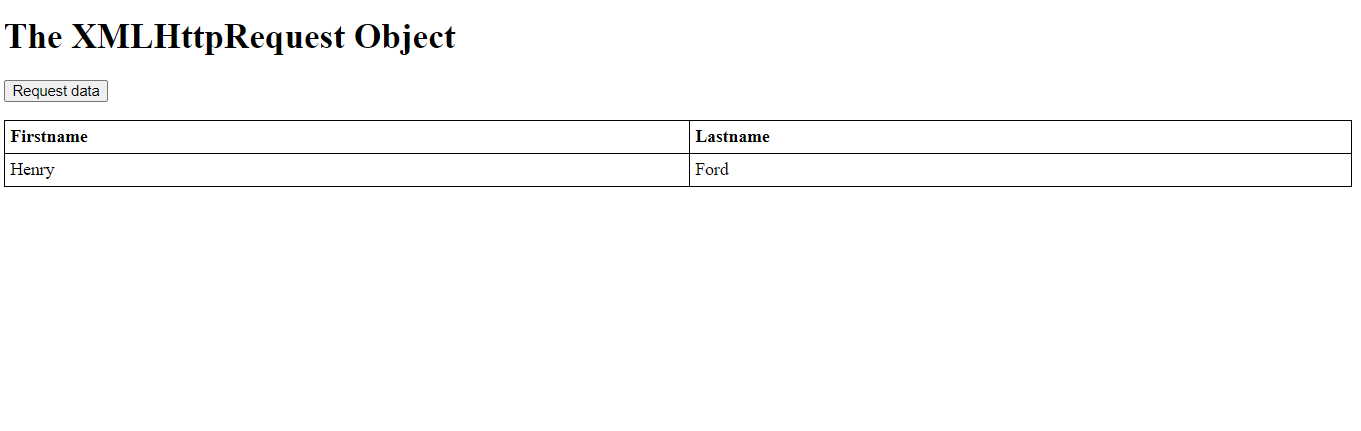 The XMLHttpRequest Object
Request data
Firstname Lastname
Henry Ford